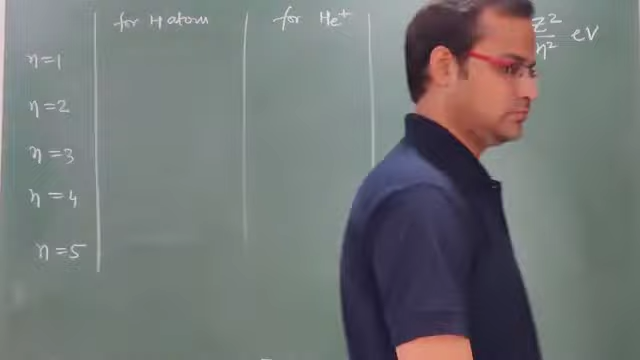 for H atom for He⁺
Z²/n² eV
n=1
n=2
n=3
n=4
n=5